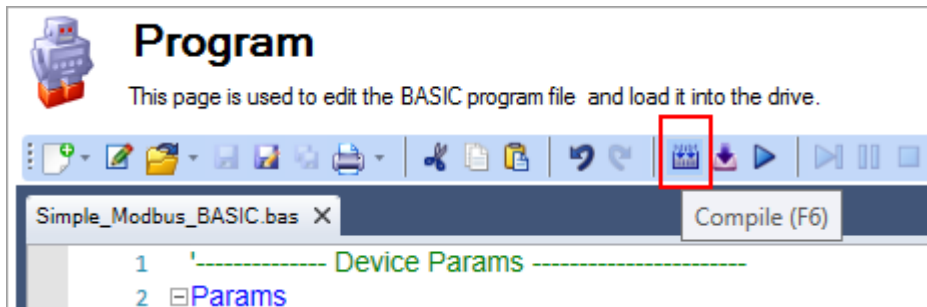 Program
This page is used to edit the BASIC program file and load it into the drive.
Simple_Modbus_BASIC.bas X
Compile (F6)
1 '-------------- Device Params -----------------------
2 Params